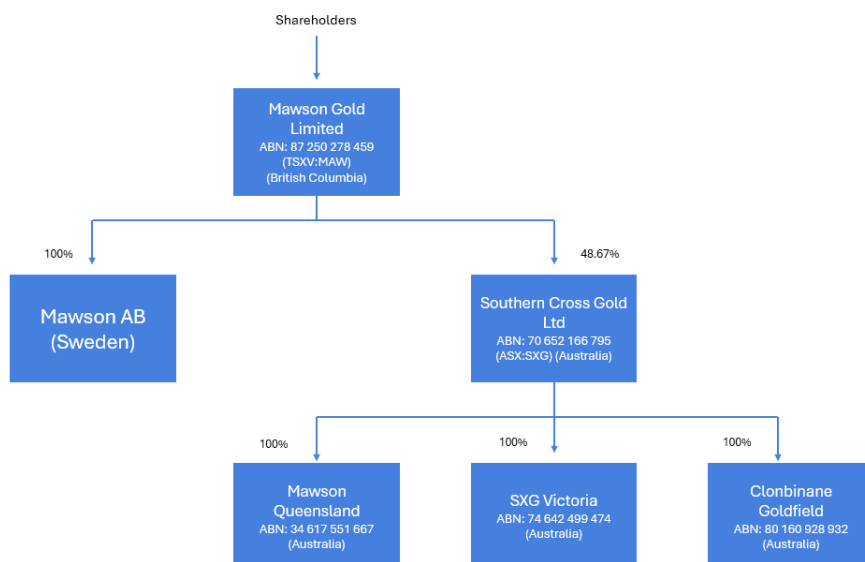 Shareholders
Mawson Gold
Limited
ABN: 87 250 278 459
(TSXV:MAW)
(British Columbia)
100%
48.67%
Mawson AB
(Sweden)
Southern Cross Gold
Ltd
ABN: 70 652 166 795
(ASX:SXG) (Australia)
100%
100%
100%
Mawson
Queensland
ABN: 34 617 551 667
(Australia)
SXG Victoria
ABN: 74 642 499 474
(Australia)
Clonbinane
Goldfield
ABN: 80 160 928 932
(Australia)